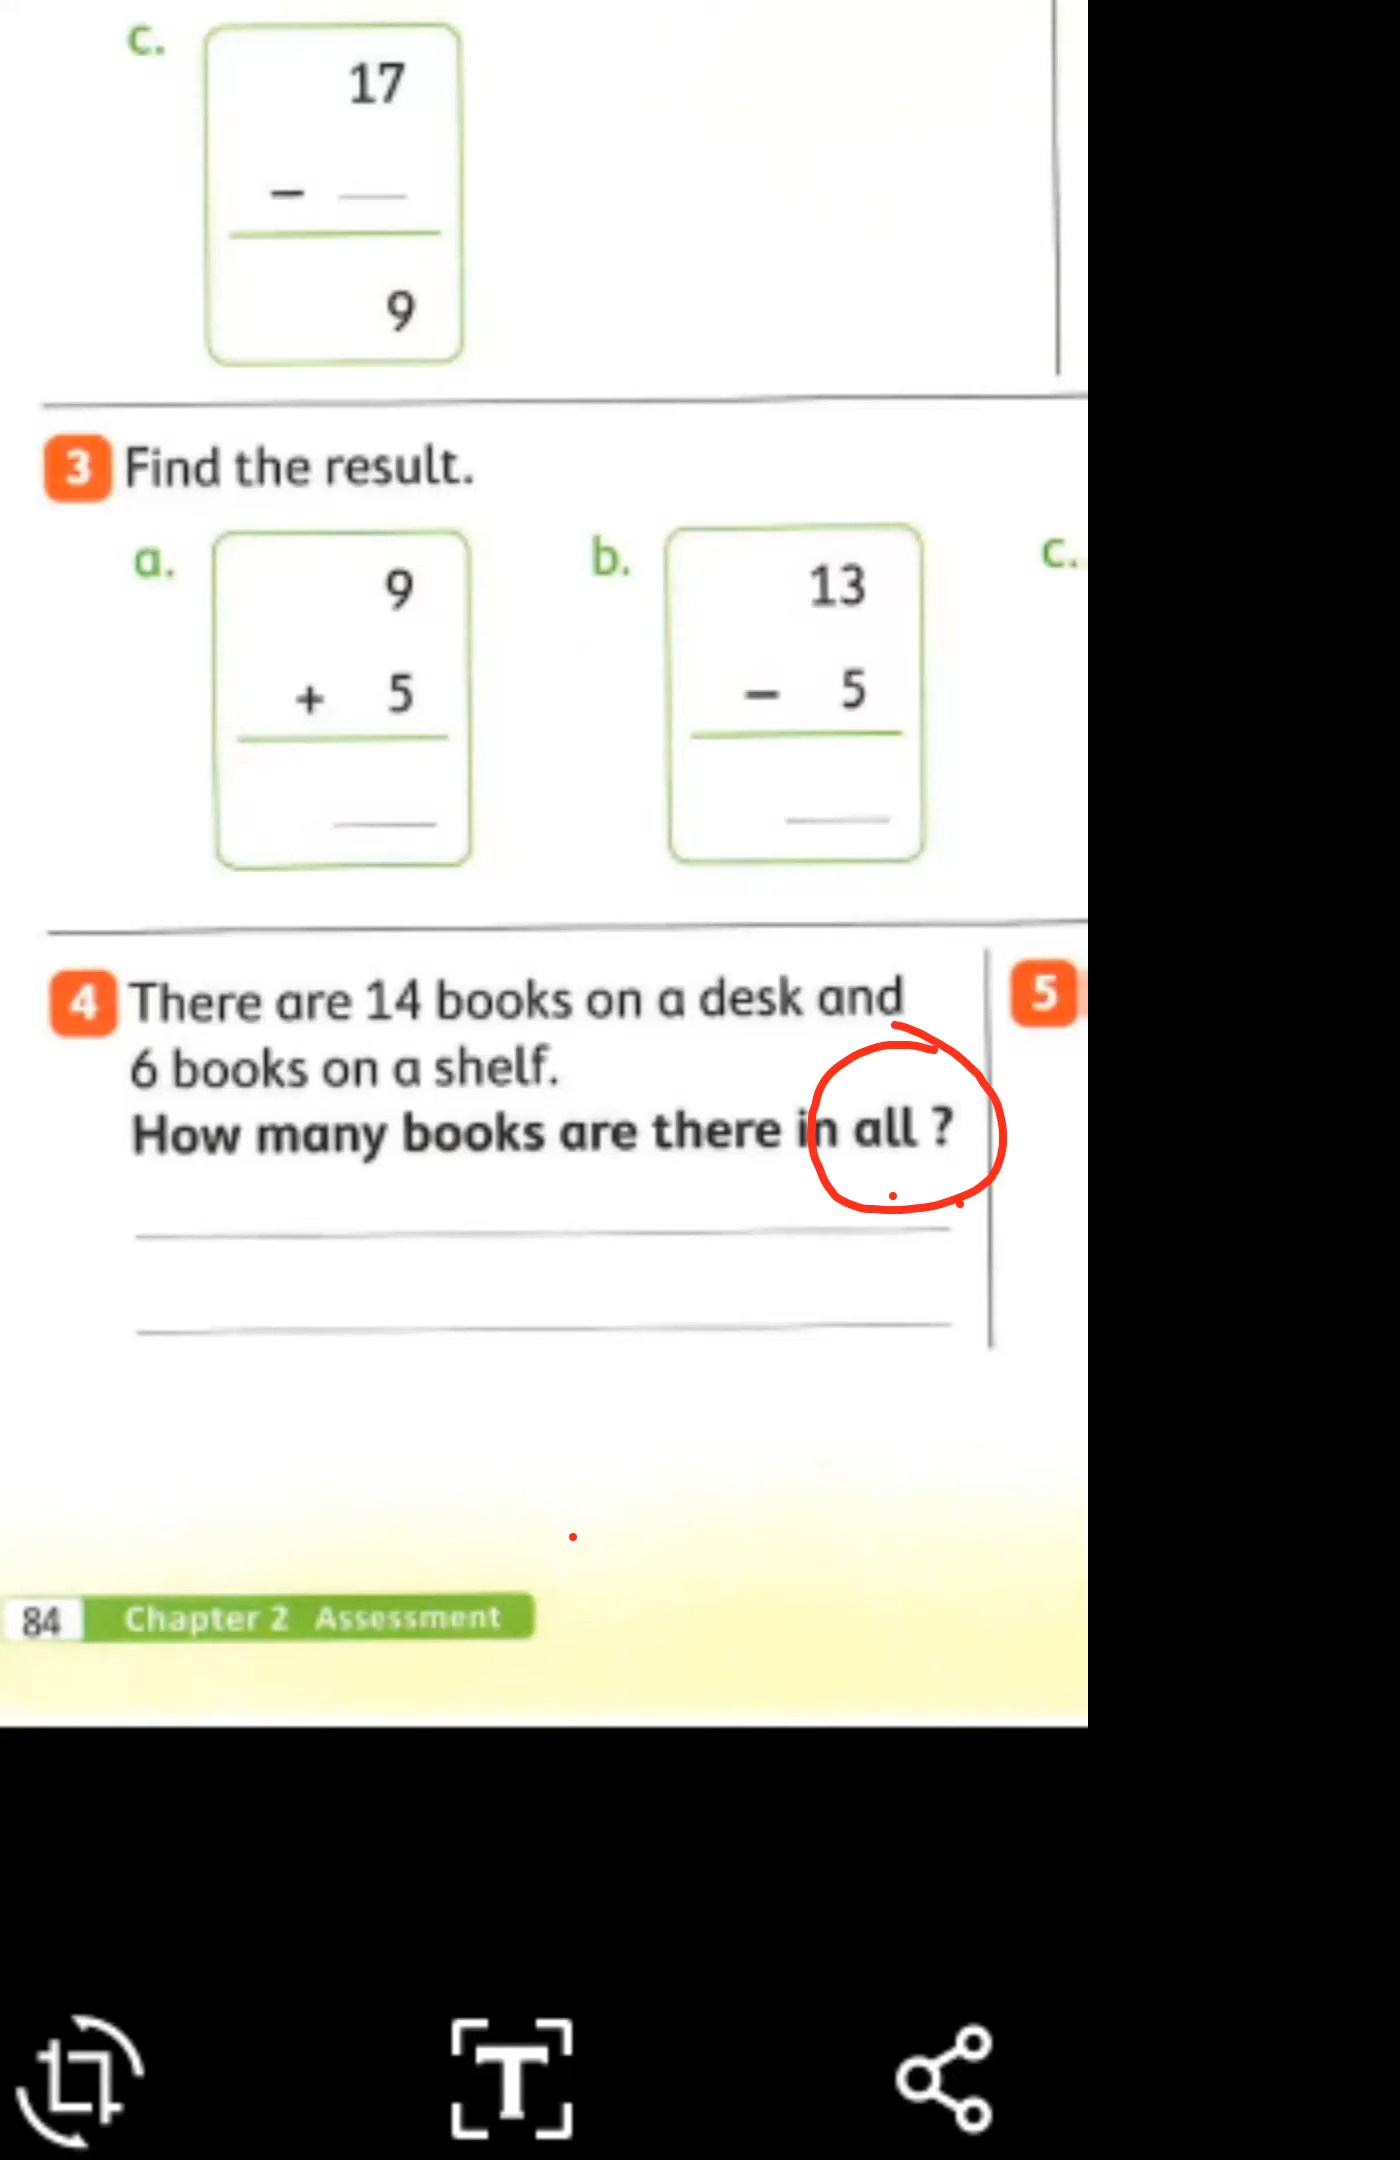 c.
17
–
9
3 Find the result.
a. b. c.
9 13
+ 5 – 5
4 There are 14 books on a desk and 5
6 books on a shelf.
How many books are there in all ?
84 Chapter 2 Assessment
T